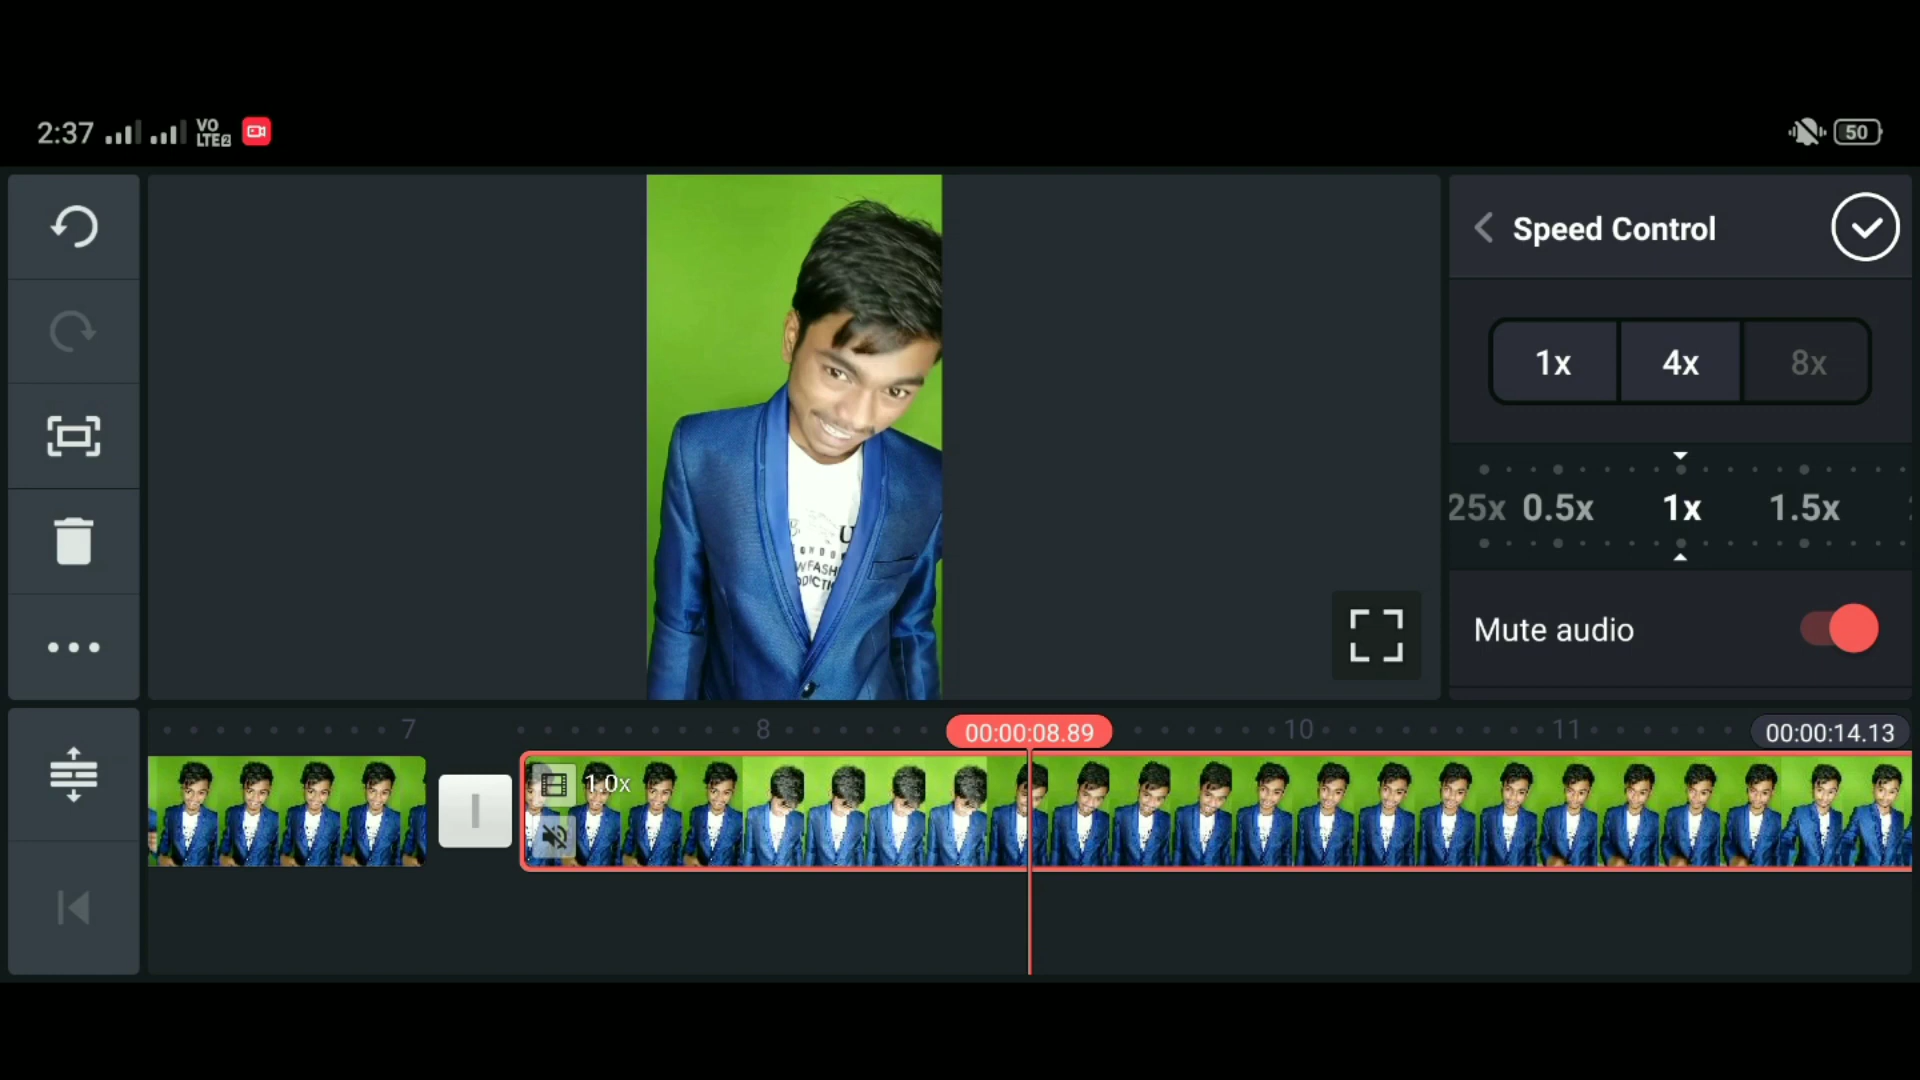 2:37 VO LTE2 50
Speed Control
1x 4x 8x
25x 0.5x 1x 1.5x
Mute audio
7 8 00:00:08.89 10 11 00:00:14.13
1.0x
U
WFASH